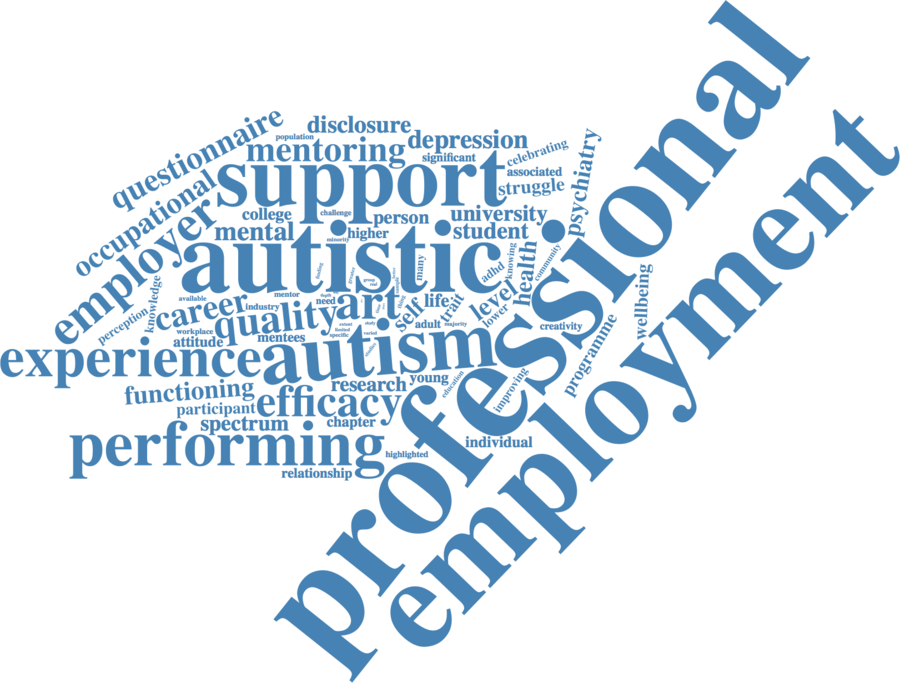 professional
employment
questionnaire
population
disclosure
mentoring
depression
significant
celebrating
psychiatry
occupational
support
associated
struggle
employer
college
challenge
person
university
mental
minority
higher
student
autistic
many
adhd
knowing
health
community
knowledge
perception
available
career
industry
mentor
need
art
self
life
trait
level
lower
wellbeing
workplace
attitude
quality
mentees
specific
limited
extent
study
varied
adult
majority
creativity
programme
experience
autism
functioning
research
young
education
improving
participant
efficacy
spectrum
chapter
performing
highlighted
individual
relationship